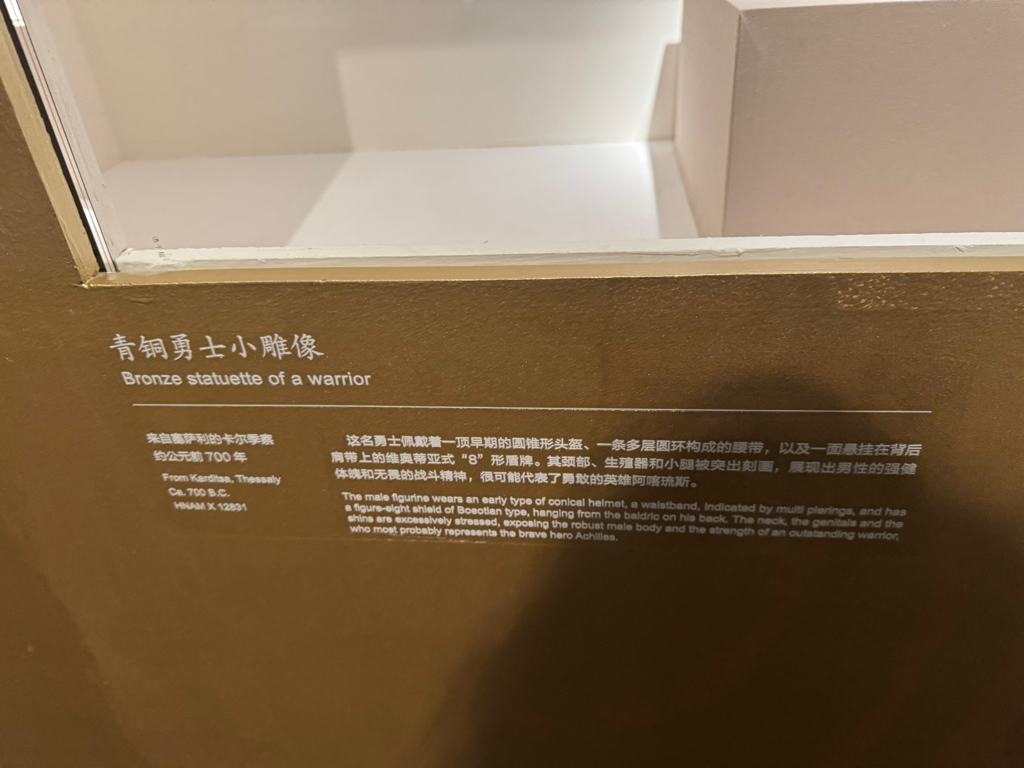 青铜勇士小雕像
Bronze statuette of a warrior
来自塞萨利的卡尔季察
约公元前 700 年
From Karditsa, Thessaly
Ca. 700 B.C.
HNAM X 12831
这名勇士佩戴着一顶早期的圆锥形头盔、一条多层圆环构成的腰带，以及一面悬挂在背后
肩带上的维奥蒂亚式“8”形盾牌。其颈部、生殖器和小腿被突出刻画，展现出男性的强健
体魄和无畏的战斗精神，很可能代表了勇敢的英雄阿喀琉斯。
The male figurine wears an early type of conical helmet, a waistband, indicated by multi pierings, and has
a figure-eight shield of Boeotian type, hanging from the baldric on his back. The neck, the genitals and the
shins are excessively stressed, exposing the robust male body and the strength of an outstanding warrior,
who most probably represents the brave hero Achilles.